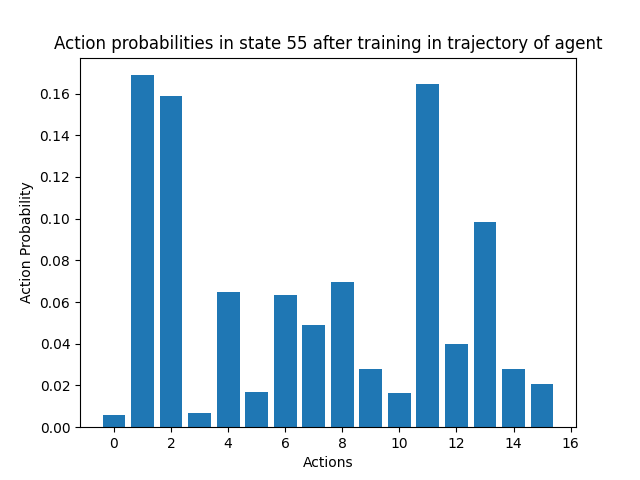 Action probabilities in state 55 after training in trajectory of agent
0.16
0.14
0.12
0.10
0.08
0.06
0.04
0.02
0.00
Action Probability
0 2 4 6 8 10 12 14 16
Actions